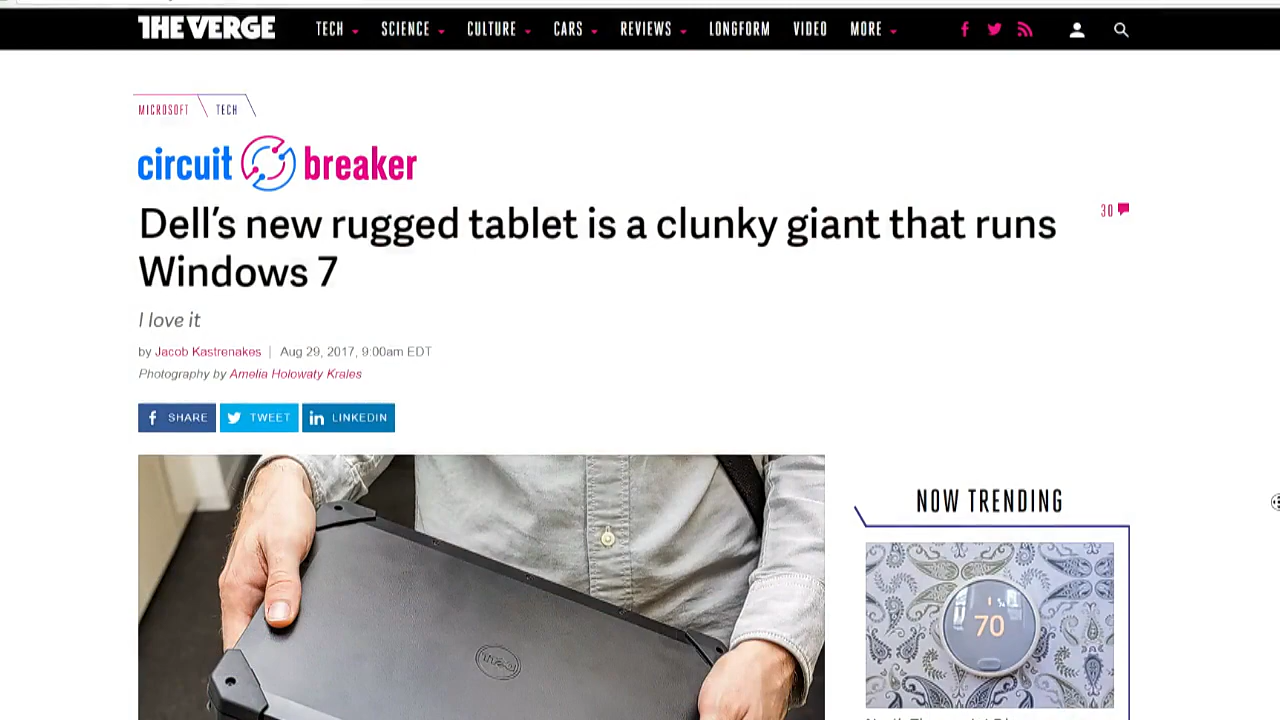 THE VERGE TECH SCIENCE CULTURE CARS REVIEWS LONGFORM VIDEO MORE
MICROSOFT TECH
circuit breaker
Dell's new rugged tablet is a clunky giant that runs
Windows 7
30
I love it
by Jacob Kastrenakes | Aug 29, 2017, 9:00am EDT
Photography by Amelia Holowaty Krales
SHARE TWEET LINKEDIN
NOW TRENDING
70
DELL